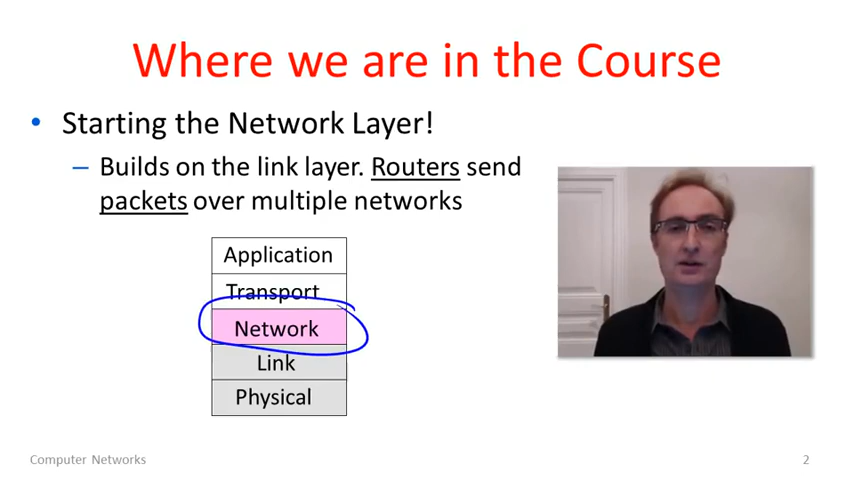 Where we are in the Course
• Starting the Network Layer!
– Builds on the link layer. Routers send
packets over multiple networks
Application
Transport
Network
Link
Physical
Computer Networks
2